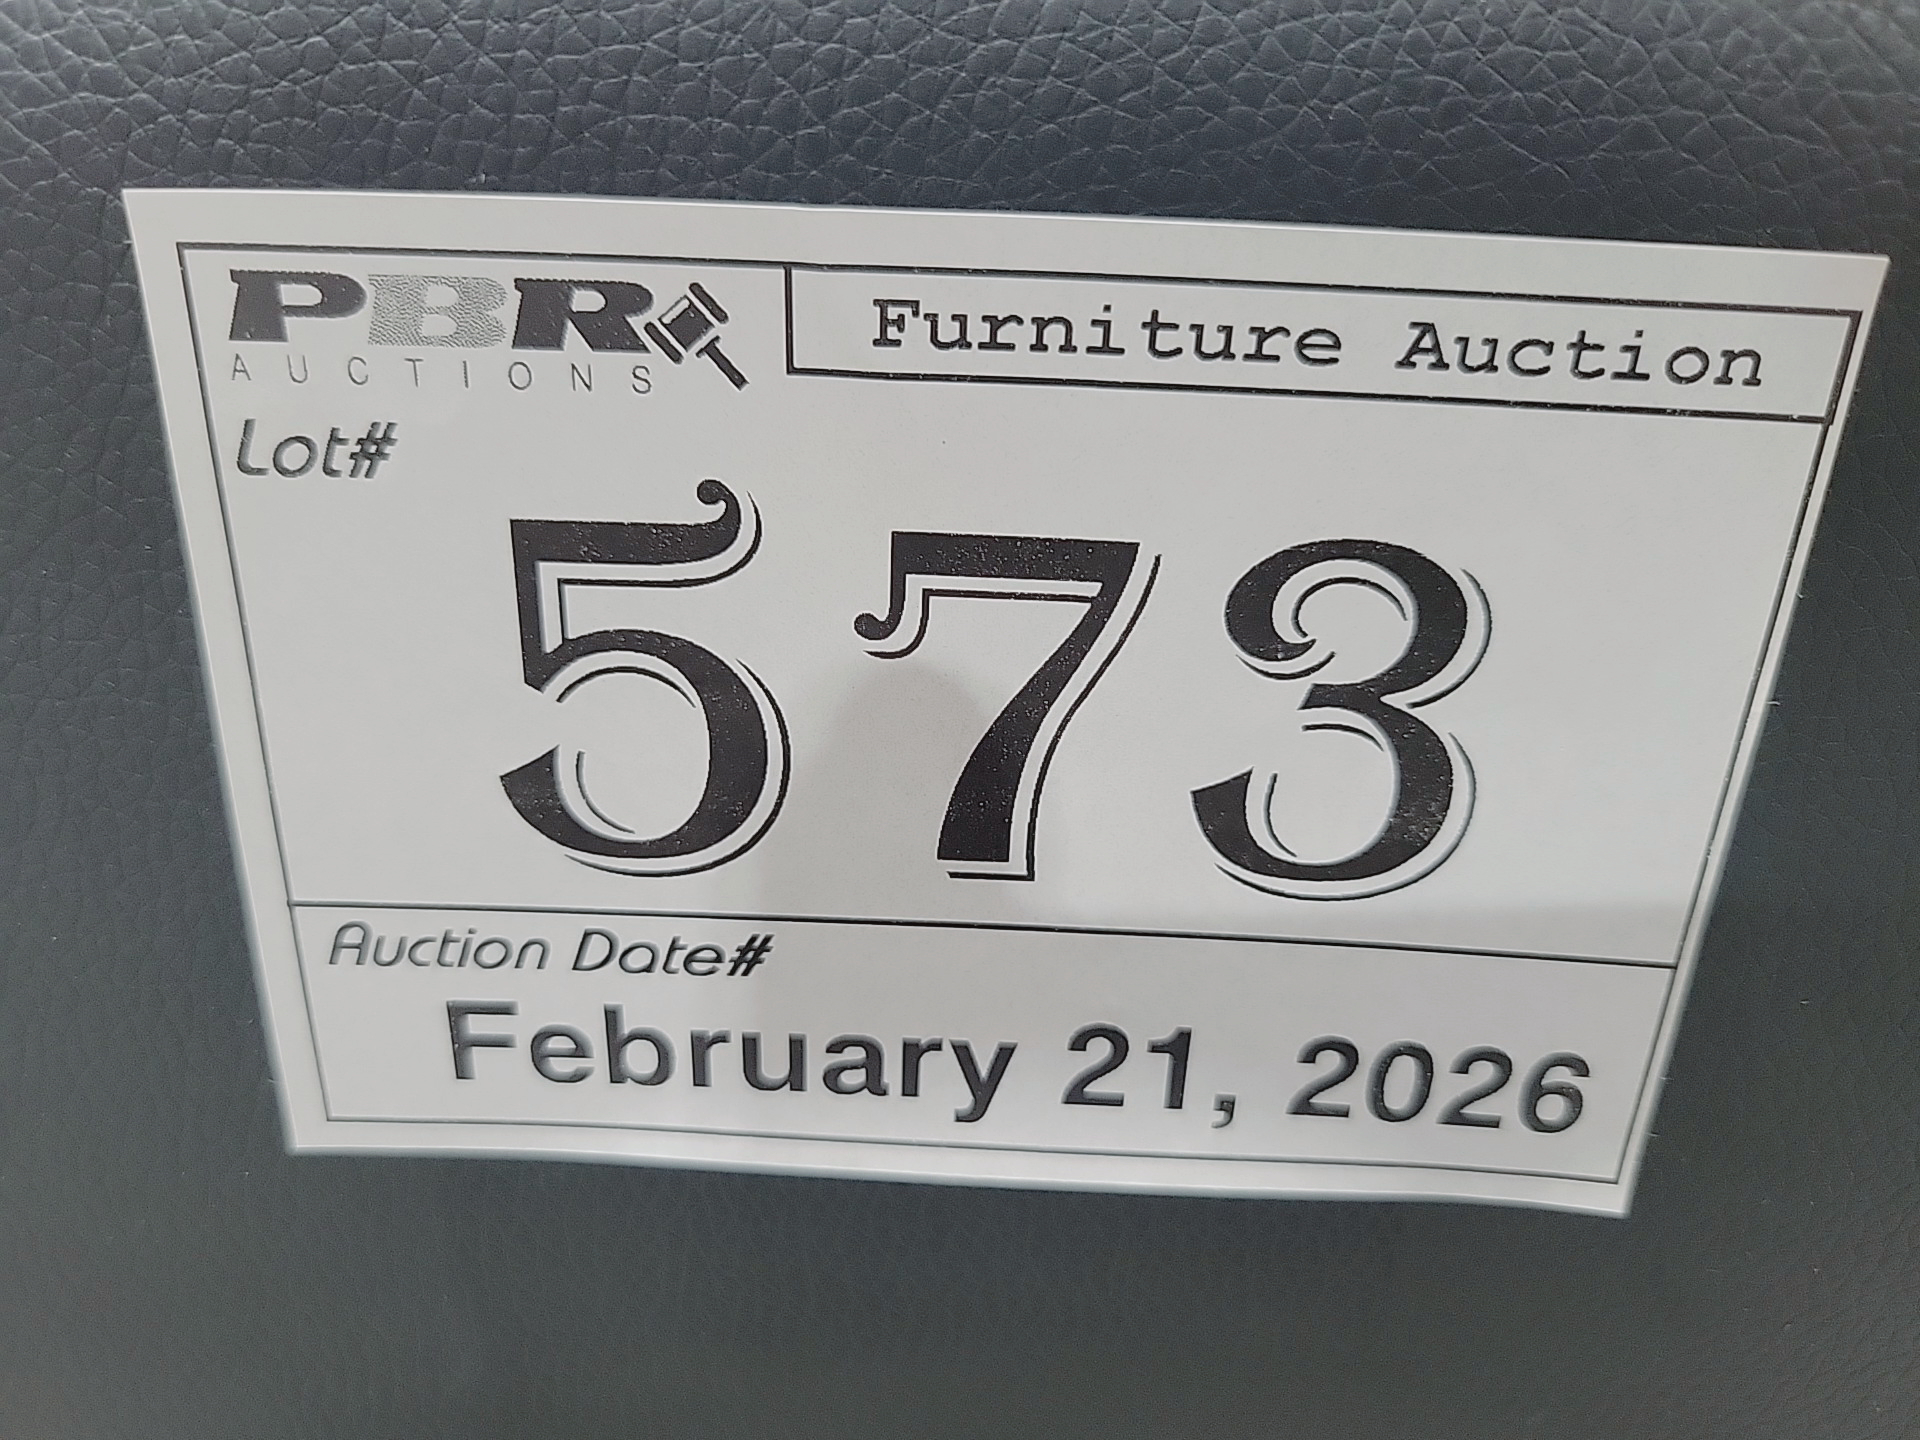 PBR
AUCTIONS
Furniture Auction
Lot#
573
Auction Date#
February 21, 2026